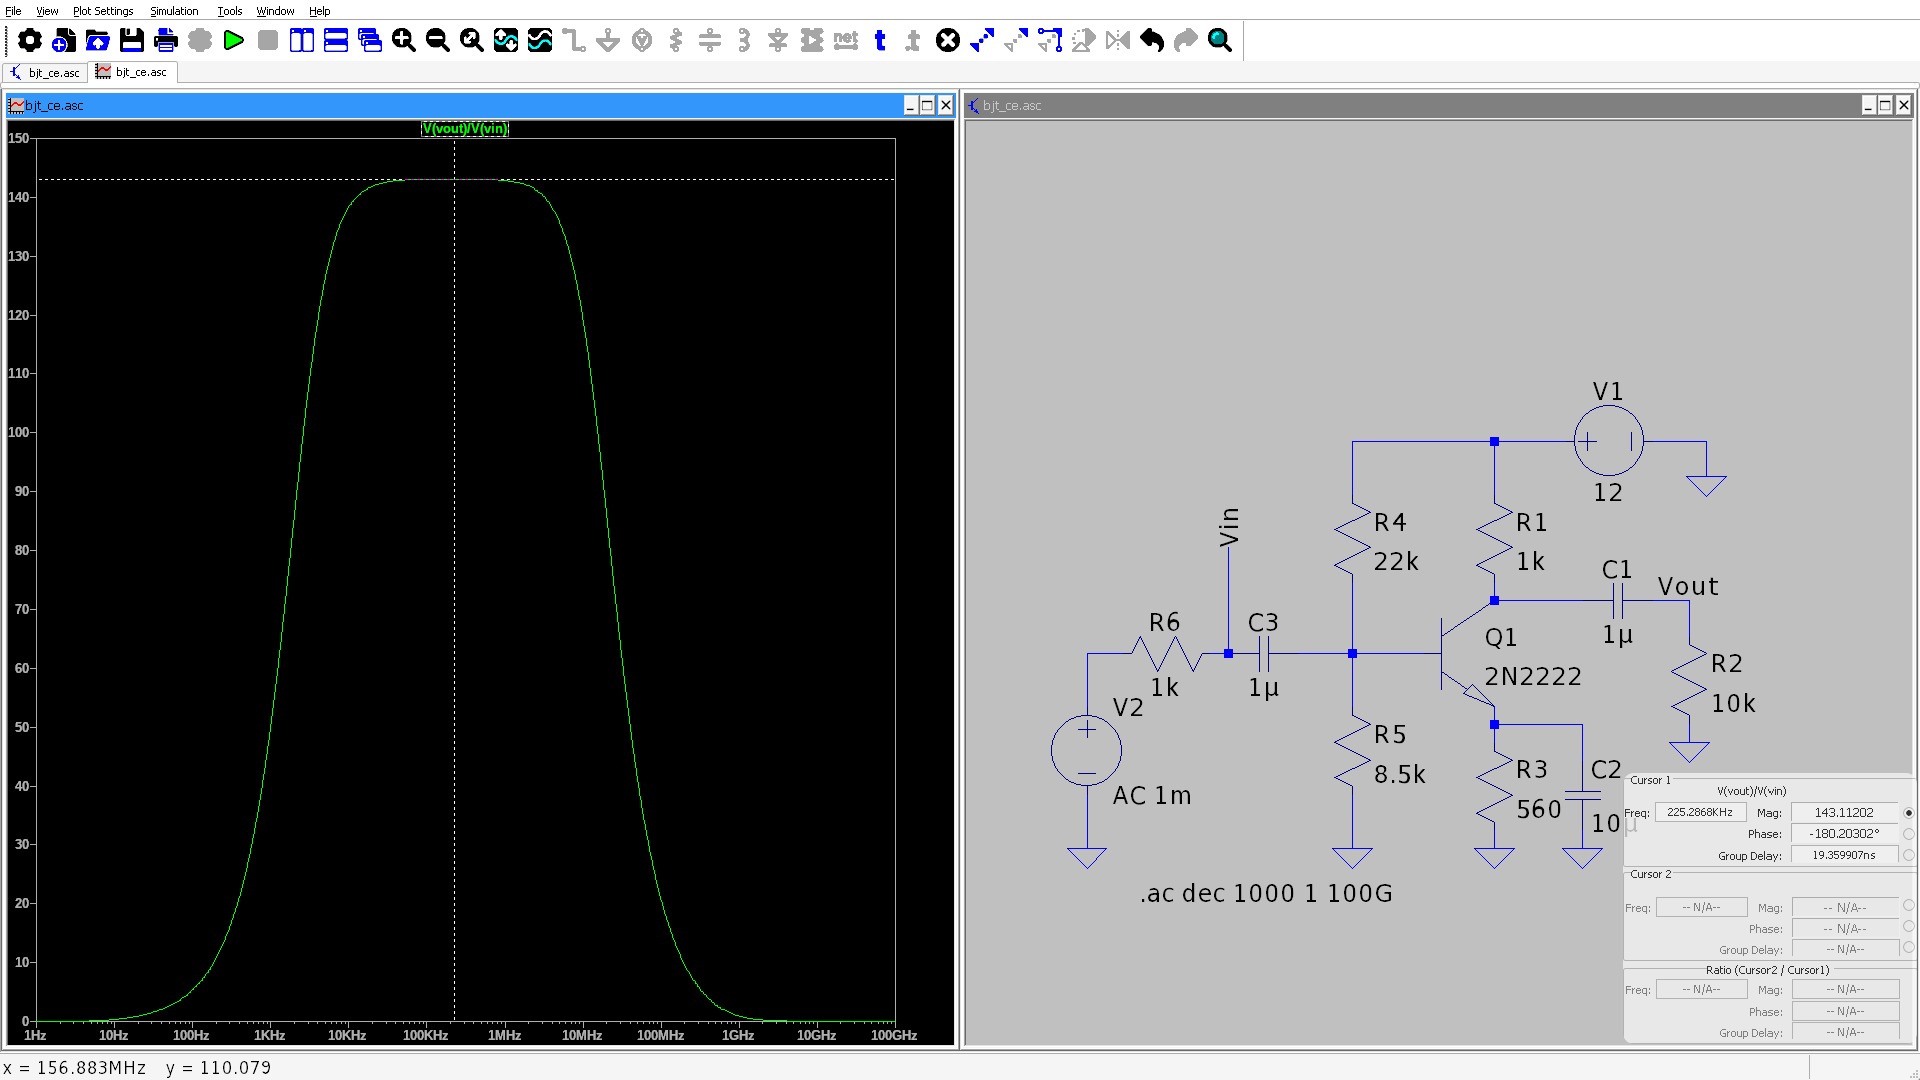 File View Plot Settings Simulation Tools Window Help
net t t
bjt_ce.asc bjt_ce.asc
bjt_ce.asc
V(vout)/V(vin)
150
140
130
120
110
100
90
80
70
60
50
40
30
20
10
0
1Hz 10Hz 100Hz 1KHz 10KHz 100KHz 1MHz 10MHz 100MHz 1GHz 10GHz 100GHz
bjt_ce.asc
V1
12
Vin
R4
22k
R1
1k
C1
1µ
Vout
R6
1k
C3
1µ
Q1
2N2222
R2
10k
V2
AC 1m
R5
8.5k
R3
560
C2
10µ
.ac dec 1000 1 100G
Cursor 1
V(vout)/V(vin)
Freq: 225.2868KHz Mag: 143.11202
Phase: -180.20302°
Group Delay: 19.359907ns
Cursor 2
Freq: -- N/A-- Mag: -- N/A--
Phase: -- N/A--
Group Delay: -- N/A--
Ratio (Cursor2 / Cursor1)
Freq: -- N/A-- Mag: -- N/A--
Phase: -- N/A--
Group Delay: -- N/A--
x = 156.883MHz y = 110.079